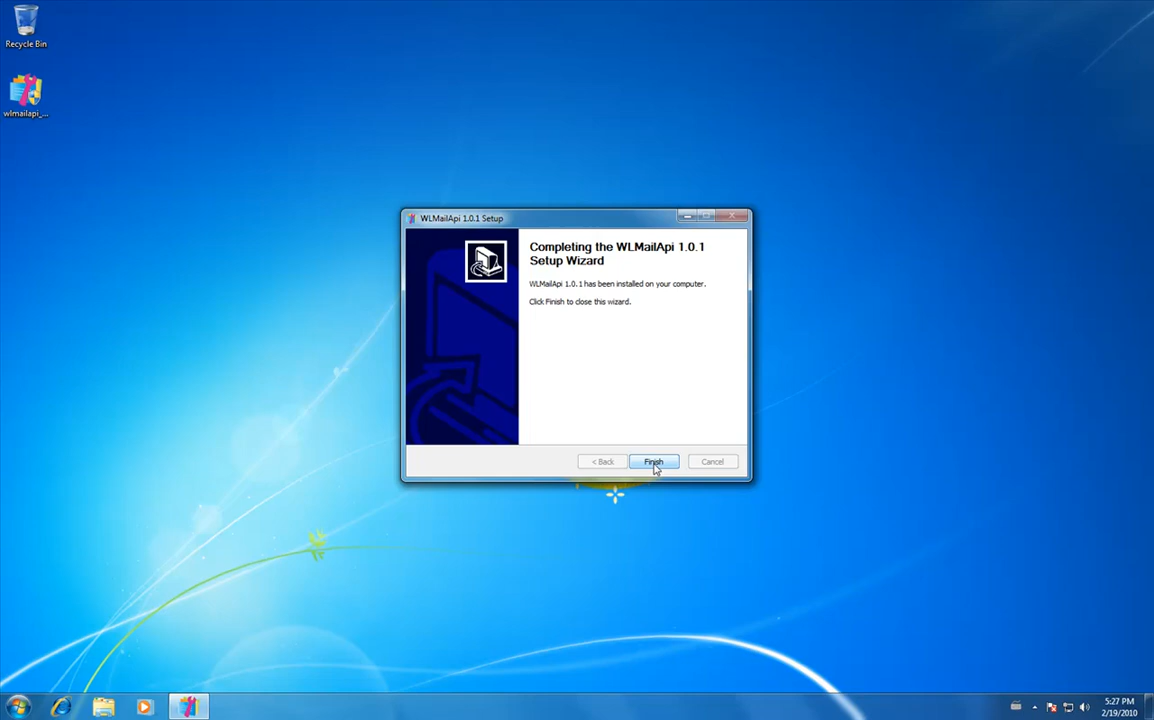 Recycle Bin
wlmailapi_...
WLMailApi 1.0.1 Setup
Completing the WLMailApi 1.0.1
Setup Wizard
WLMailApi 1.0.1 has been installed on your computer.
Click Finish to close this wizard.
< Back
Finish
Cancel
5:27 PM
2/19/2010